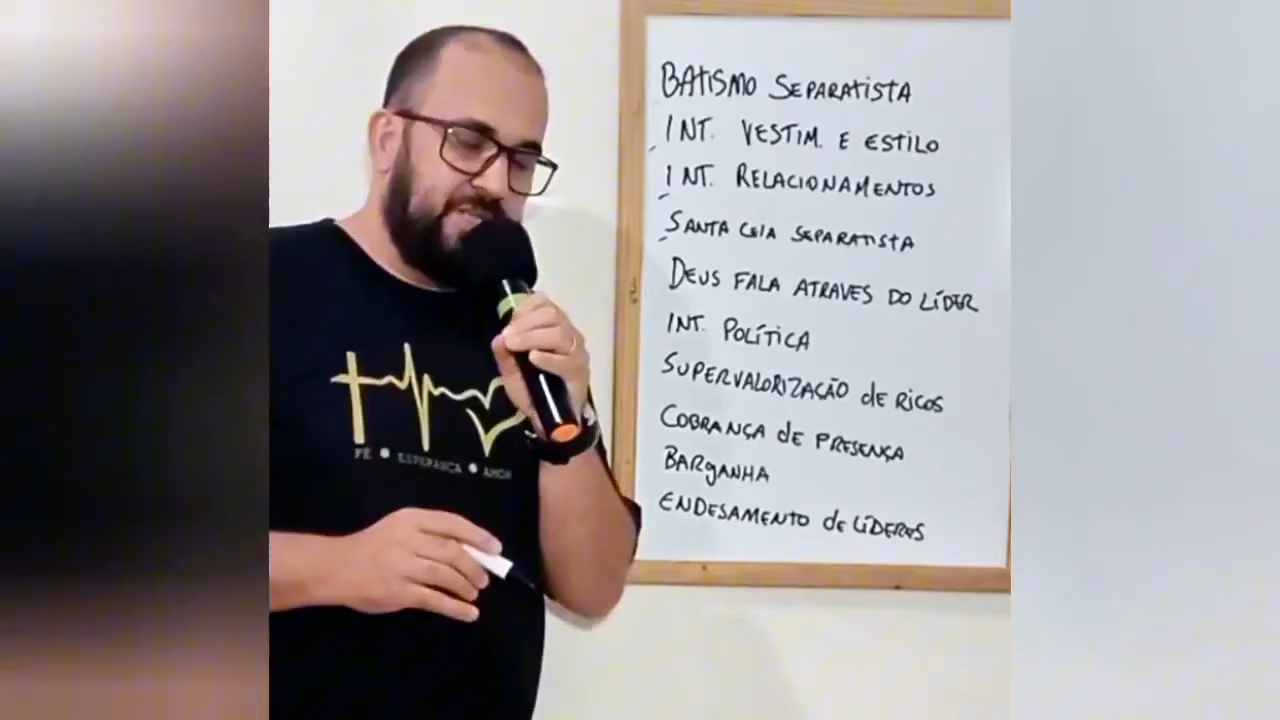 BATISMO SEPARATISTA
INT. VESTIM. E ESTILO
INT. RELACIONAMENTOS
SANTA CEIA SEPARATISTA
DEUS FALA ATRAVES DO LÍDER
INT. POLÍTICA
SUPERVALORIZAÇÃO de RICOS
COBRANÇA de PRESENÇA
BARGANHA
ENDESAMENTO de LÍDERES
FÉ • ESPERANÇA • AMOR